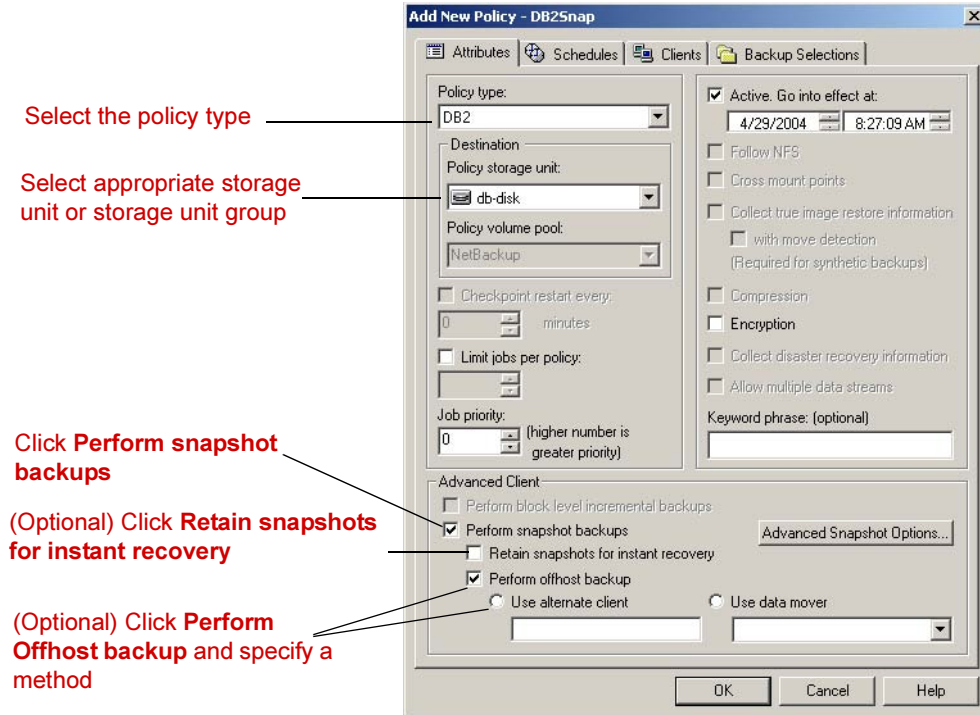 Add New Policy - DB2Snap
Attributes
Schedules
Clients
Backup Selections
Select the policy type
Policy type:
DB2
Destination
Select appropriate storage
unit or storage unit group
Policy storage unit:
db-disk
Policy volume pool:
NetBackup
Checkpoint restart every:
0
minutes
Limit jobs per policy:
Job priority:
0
(higher number is
greater priority)
Active. Go into effect at:
4/29/2004
8:27:09 AM
Follow NFS
Cross mount points
Collect true image restore information
with move detection
(Required for synthetic backups)
Compression
Encryption
Collect disaster recovery information
Allow multiple data streams
Keyword phrase: (optional)
Click Perform snapshot
backups
(Optional) Click Retain snapshots
for instant recovery
(Optional) Click Perform
Offhost backup and specify a
method
Advanced Client
Perform block level incremental backups
Perform snapshot backups
Advanced Snapshot Options...
Retain snapshots for instant recovery
Perform offhost backup
Use alternate client
Use data mover
OK
Cancel
Help